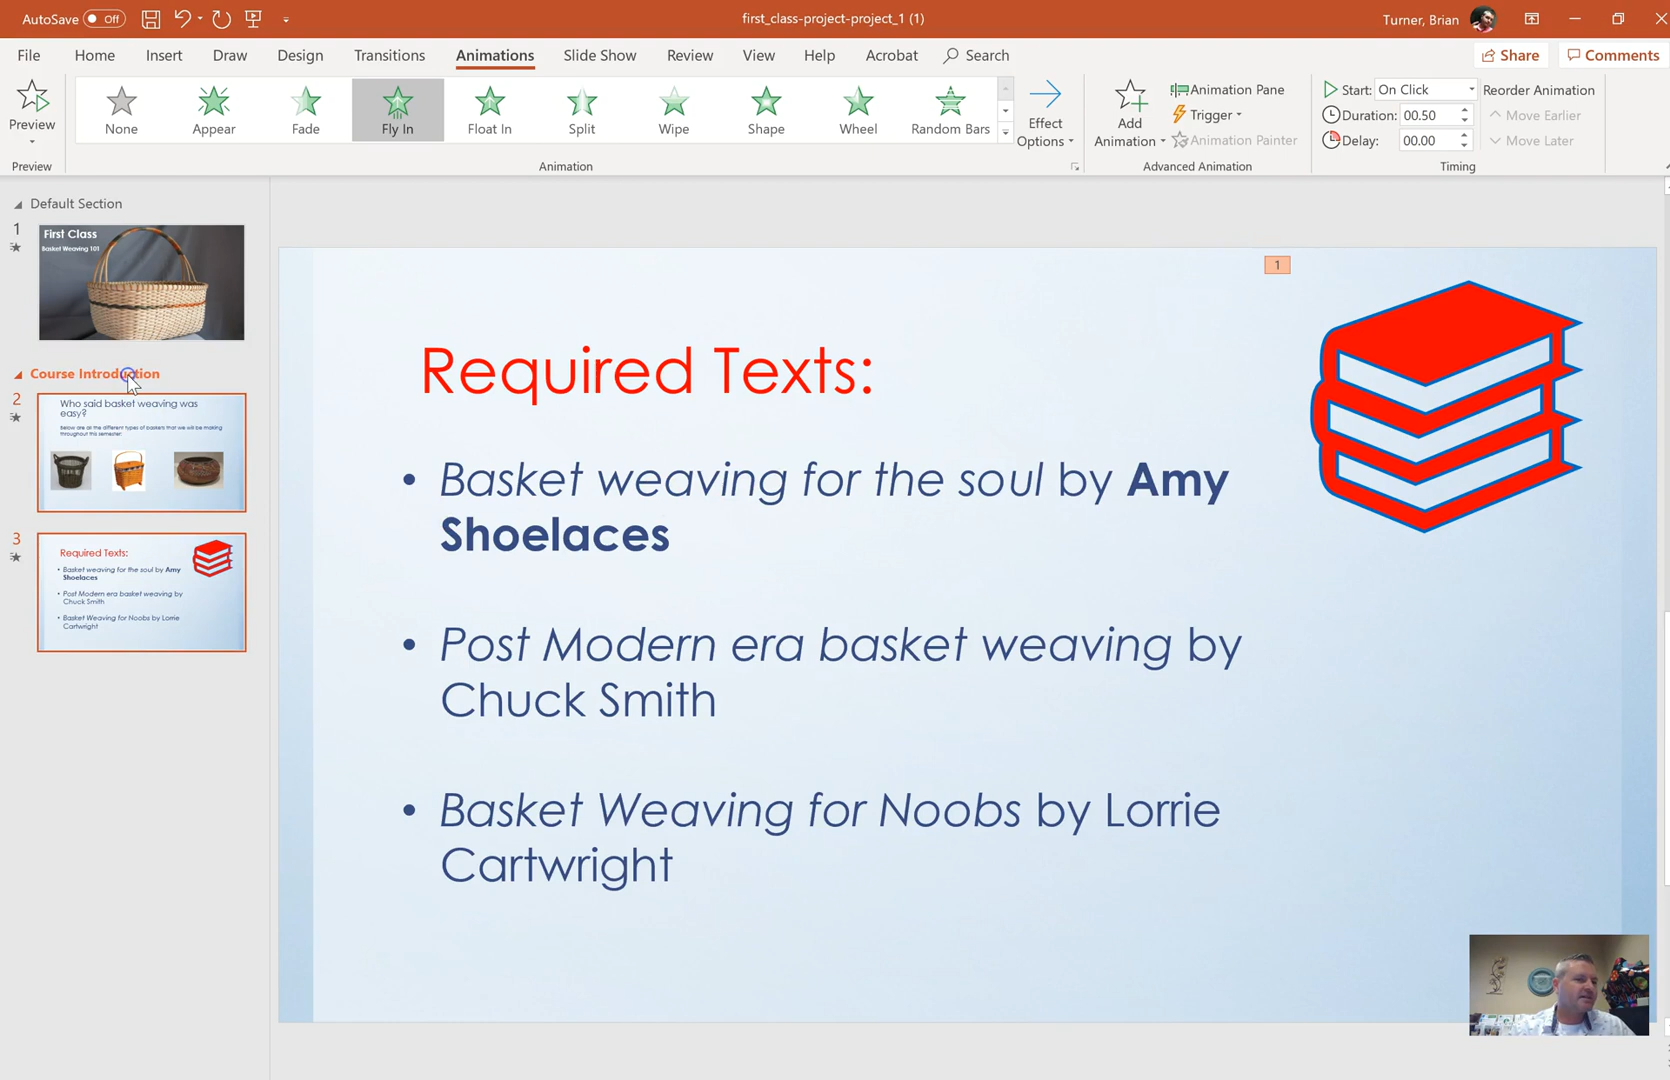 AutoSave Off
first_class-project-project_1 (1)
Turner, Brian
File Home Insert Draw Design Transitions Animations Slide Show Review View Help Acrobat Search
Share Comments
Preview
None
Appear
Fade
Fly In
Float In
Split
Wipe
Shape
Wheel
Random Bars
Effect
Options
Add
Animation
Animation Pane
Trigger
Animation Painter
Start: On Click
Duration: 00.50
Delay: 00.00
Reorder Animation
Move Earlier
Move Later
Preview
Animation
Advanced Animation
Timing
Default Section
1
First Class
Basket Weaving 101
Course Introduction
2
Who said basket weaving was
easy?
Below are all the different types of baskets that we will be making
throughout this semester:
3
Required Texts:
• Basket weaving for the soul by Amy
Shoelaces
• Post Modern era basket weaving by
Chuck Smith
• Basket Weaving for Noobs by Lorrie
Cartwright
1
Required Texts:
• Basket weaving for the soul by Amy
Shoelaces
• Post Modern era basket weaving by
Chuck Smith
• Basket Weaving for Noobs by Lorrie
Cartwright